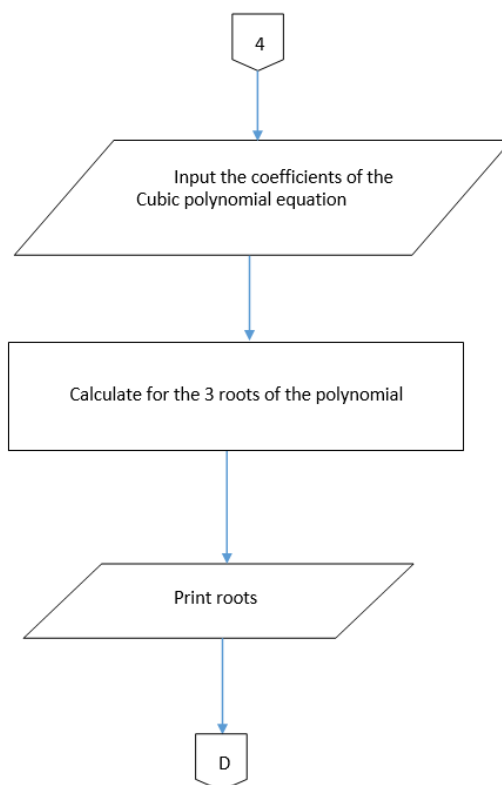 4
Input the coefficients of the
Cubic polynomial equation
Calculate for the 3 roots of the polynomial
Print roots
D